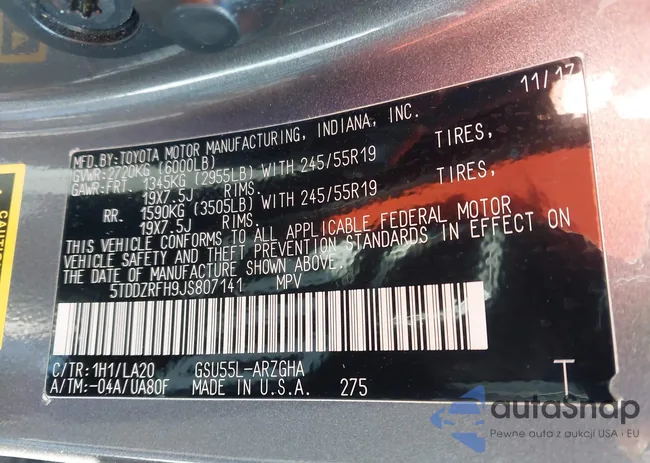 11/17
MFD.BY: TOYOTA MOTOR MANUFACTURING, INDIANA, INC.
GVWR: 2720KG (6000LB)
GAWR: FRT. 1345KG (2955LB) WITH 245/55R19 TIRES,
19X7.5J RIMS.
RR. 1590KG (3505LB) WITH 245/55R19 TIRES,
19X7.5J RIMS.
THIS VEHICLE CONFORMS TO ALL APPLICABLE FEDERAL MOTOR
VEHICLE SAFETY AND THEFT PREVENTION STANDARDS IN EFFECT ON
THE DATE OF MANUFACTURE SHOWN ABOVE.
5TDDZRFH9JS807141 MPV
C/TR: 1H1/LA20 GSU55L-ARZGHA
A/TM: -04A/UA80F MADE IN U.S.A. 275
T
autoSnap
Pewne auta z aukcji USA i EU